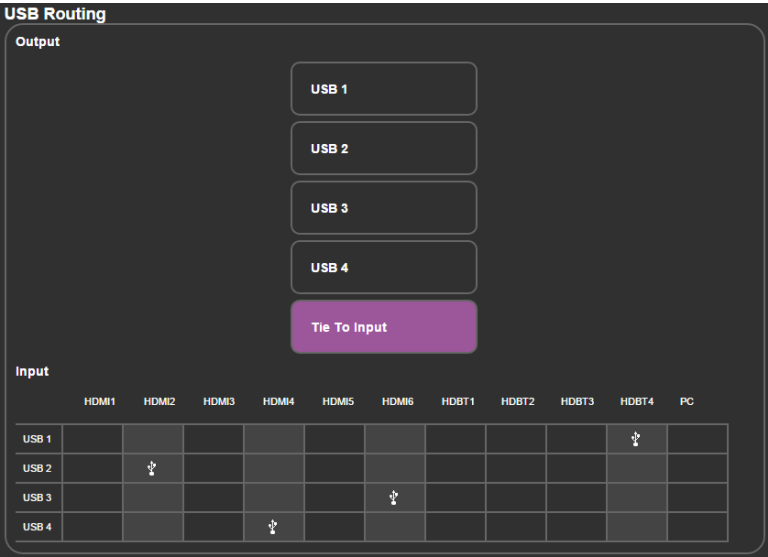 USB Routing
Output
USB 1
USB 2
USB 3
USB 4
Tie To Input
Input
HDMI1 HDMI2 HDMI3 HDMI4 HDMI5 HDMI6 HDBT1 HDBT2 HDBT3 HDBT4 PC
USB 1
USB 2
USB 3
USB 4